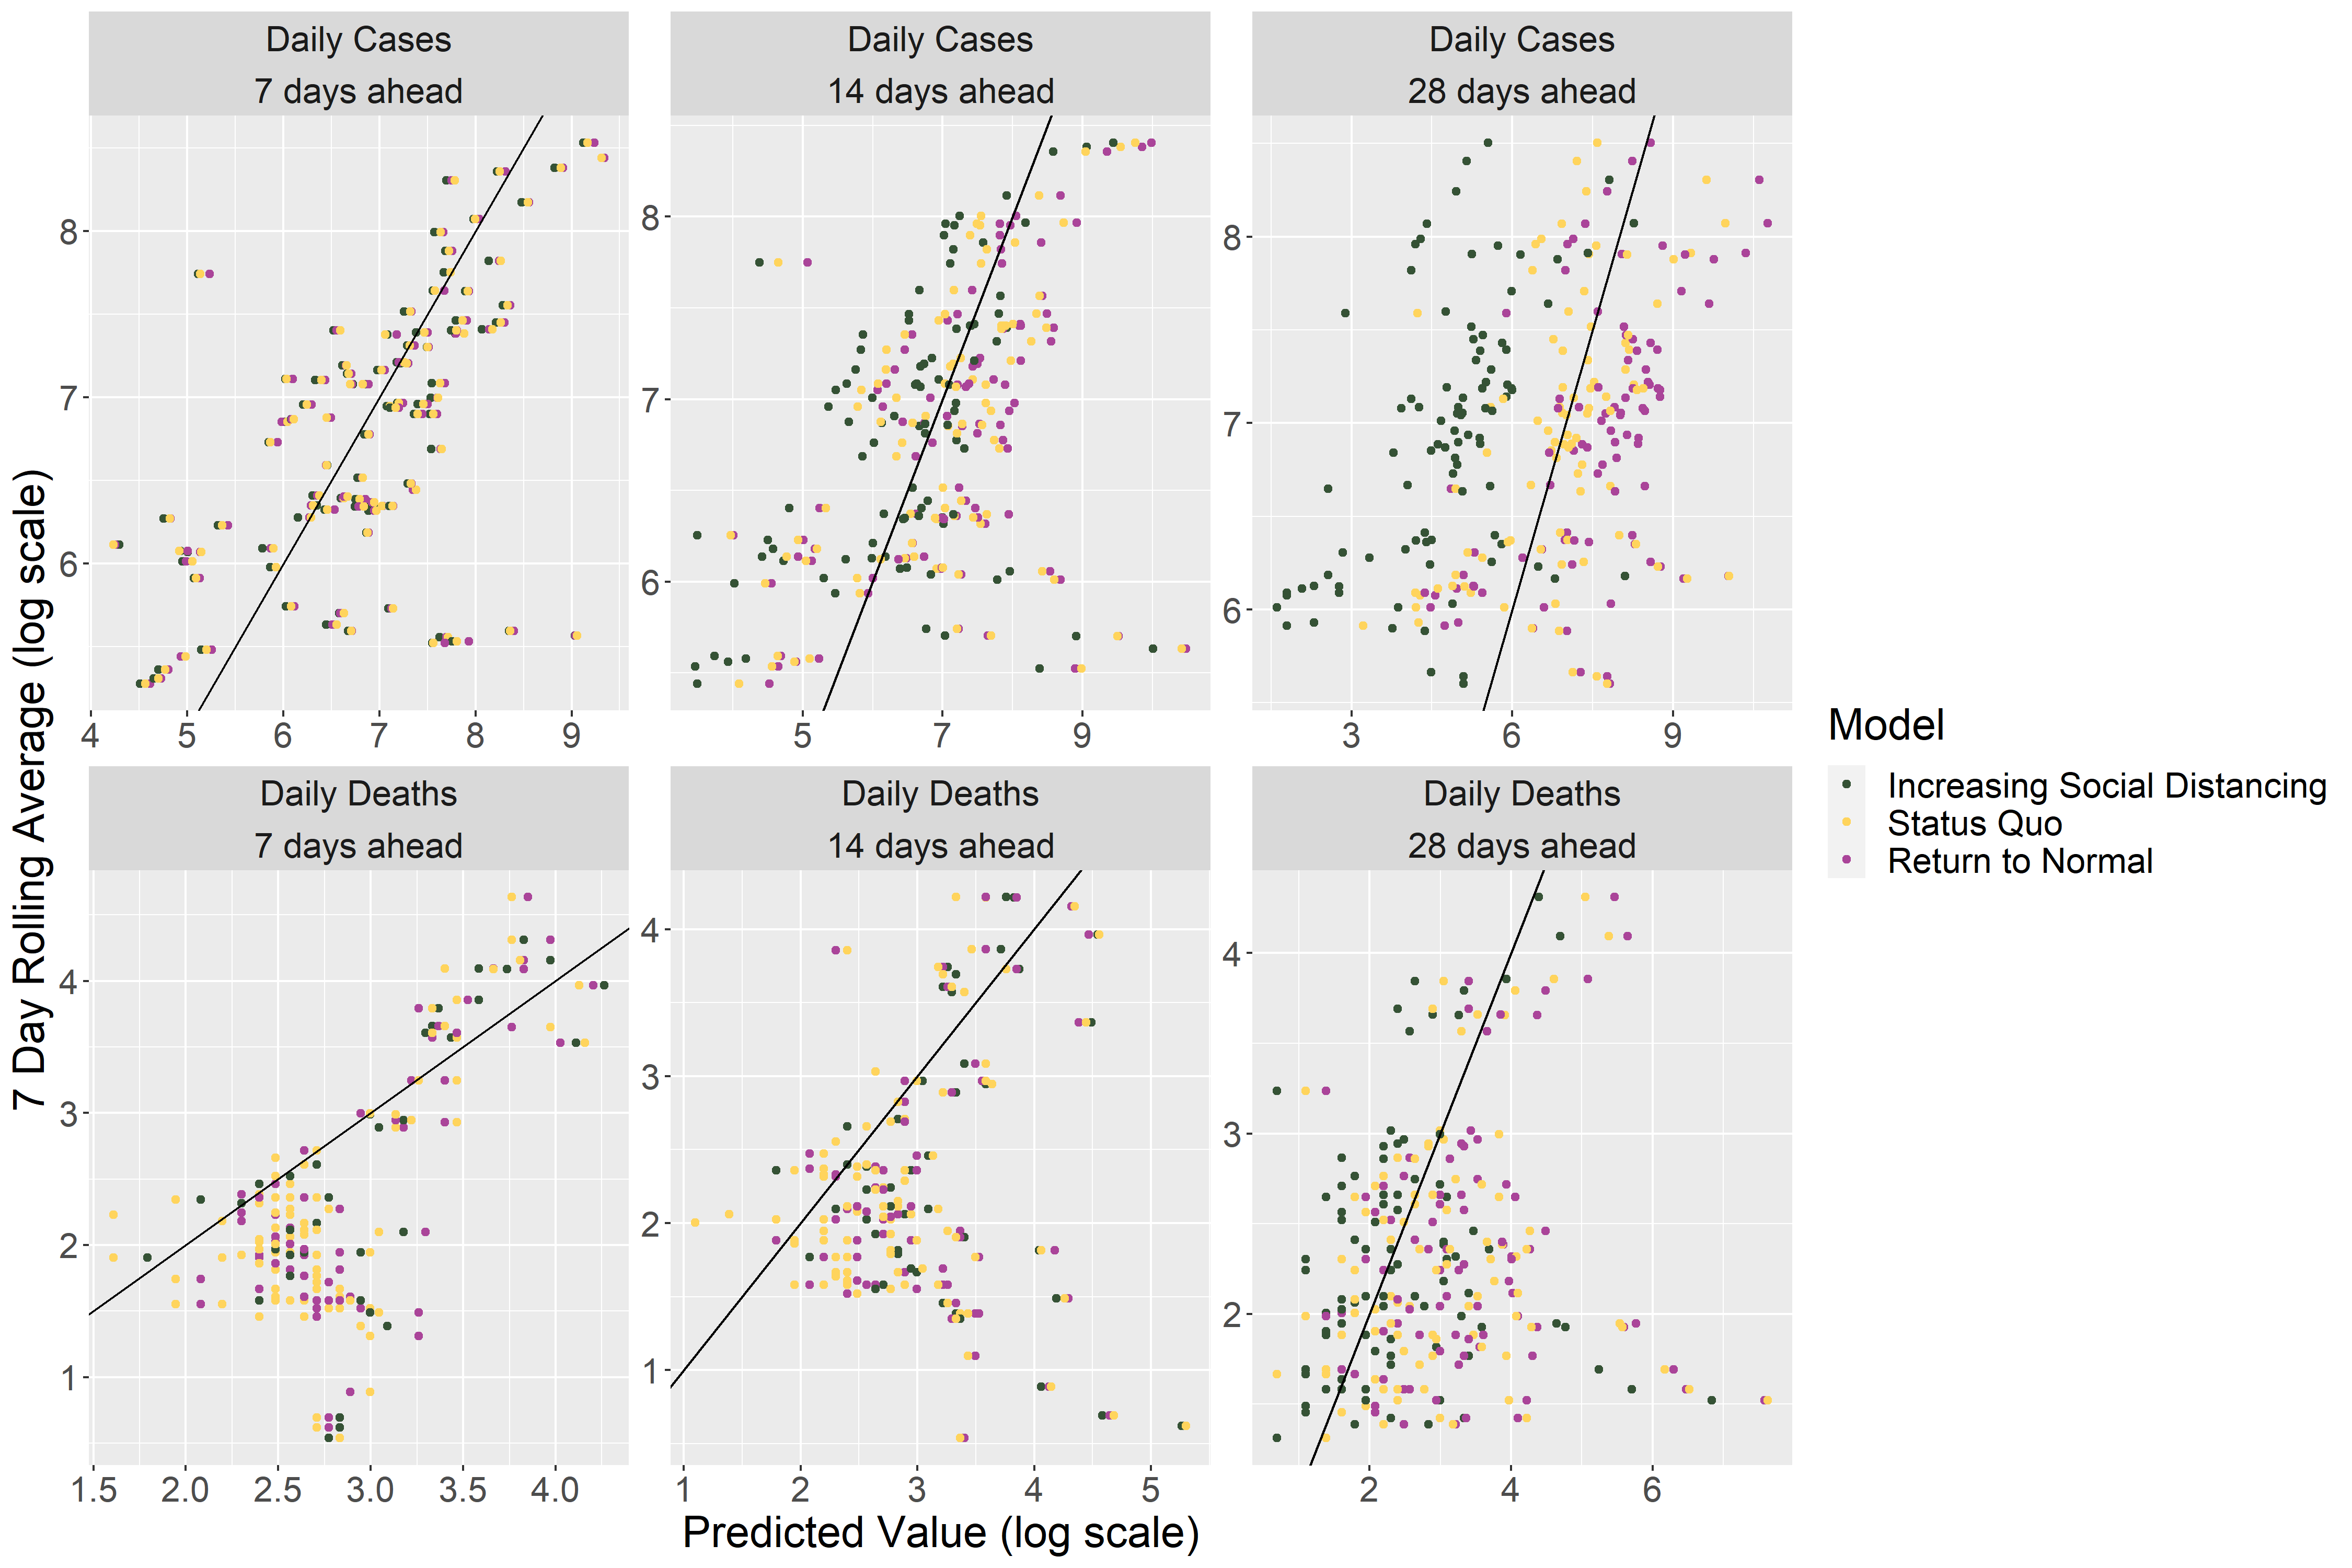 Daily Cases
7 days ahead
Daily Cases
14 days ahead
Daily Cases
28 days ahead
8
7
6
4 5 6 7 8 9
8
7
6
5 7 9
8
7
6
3 6 9
Daily Deaths
7 days ahead
Daily Deaths
14 days ahead
Daily Deaths
28 days ahead
4
3
2
1
1.5 2.0 2.5 3.0 3.5 4.0
4
3
2
1
1 2 3 4 5
4
3
2
2 4 6
7 Day Rolling Average (log scale)
Predicted Value (log scale)
Model
Increasing Social Distancing
Status Quo
Return to Normal